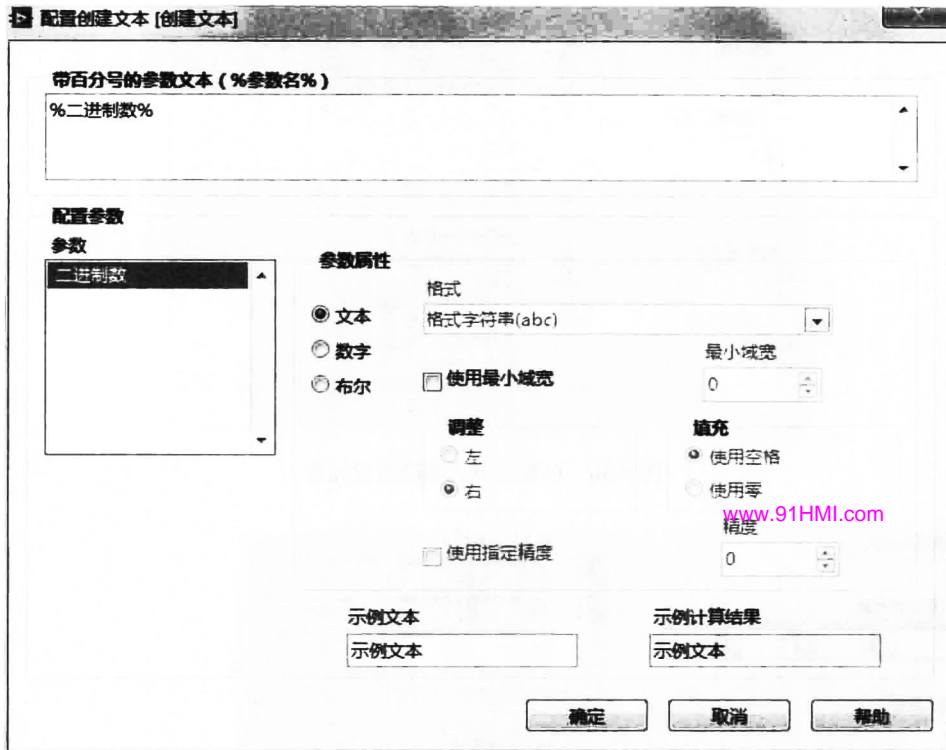 配置创建文本 [创建文本]
带百分号的参数文本 ( %参数名% )
%二进制数%
配置参数
参数
二进制数
参数属性
文本
数字
布尔
格式
格式字符串(abc)
使用最小域宽
最小域宽
0
调整
左
右
填充
使用空格
使用零
www.91HMI.com
使用指定精度
精度
0
示例文本
示例文本
示例计算结果
示例文本
确定
取消
帮助